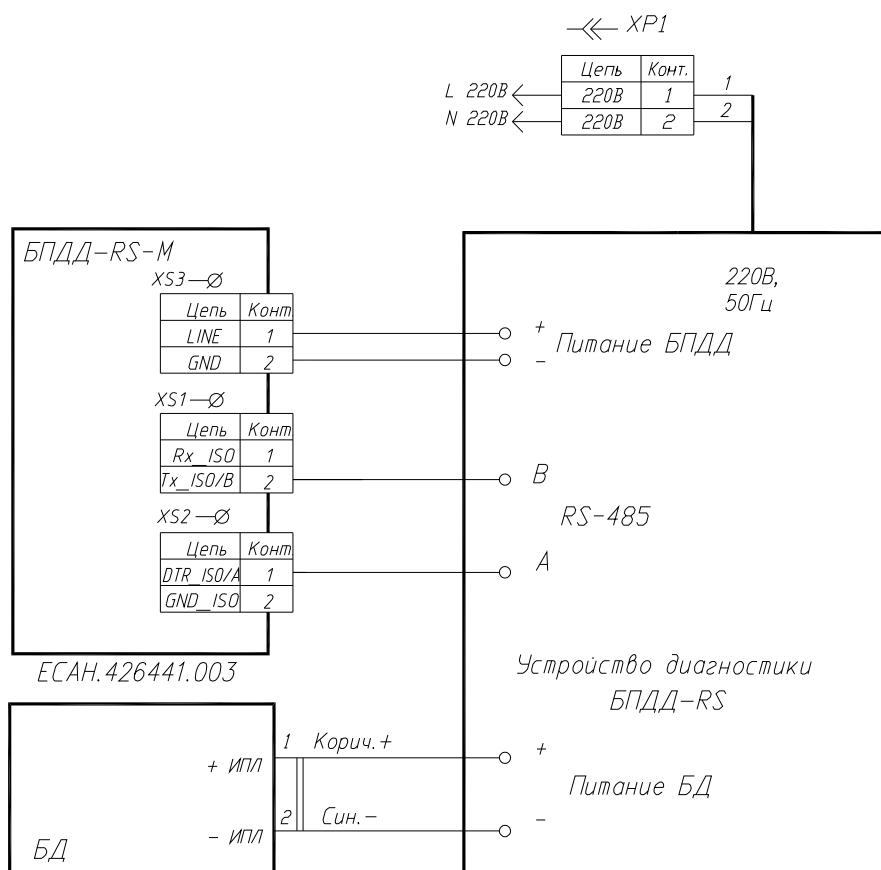 XP1
Цепь Конт.
L 220В 220В 1 1
N 220В 220В 2 2
БПДД-RS-М
XS3
Цепь Конт
LINE 1
GND 2
XS1
Цепь Конт
Rx_ISO 1
Tx_ISO/B 2
XS2
Цепь Конт
DTR_ISO/A 1
GND_ISO 2
ЕСАН.426441.003
220В,
50Гц
+
Питание БПДД
-
B
RS-485
A
Устройство диагностики
БПДД-RS
+ ИПЛ 1 Корич.+ +
Питание БД
- ИПЛ 2 Син.- -
БД